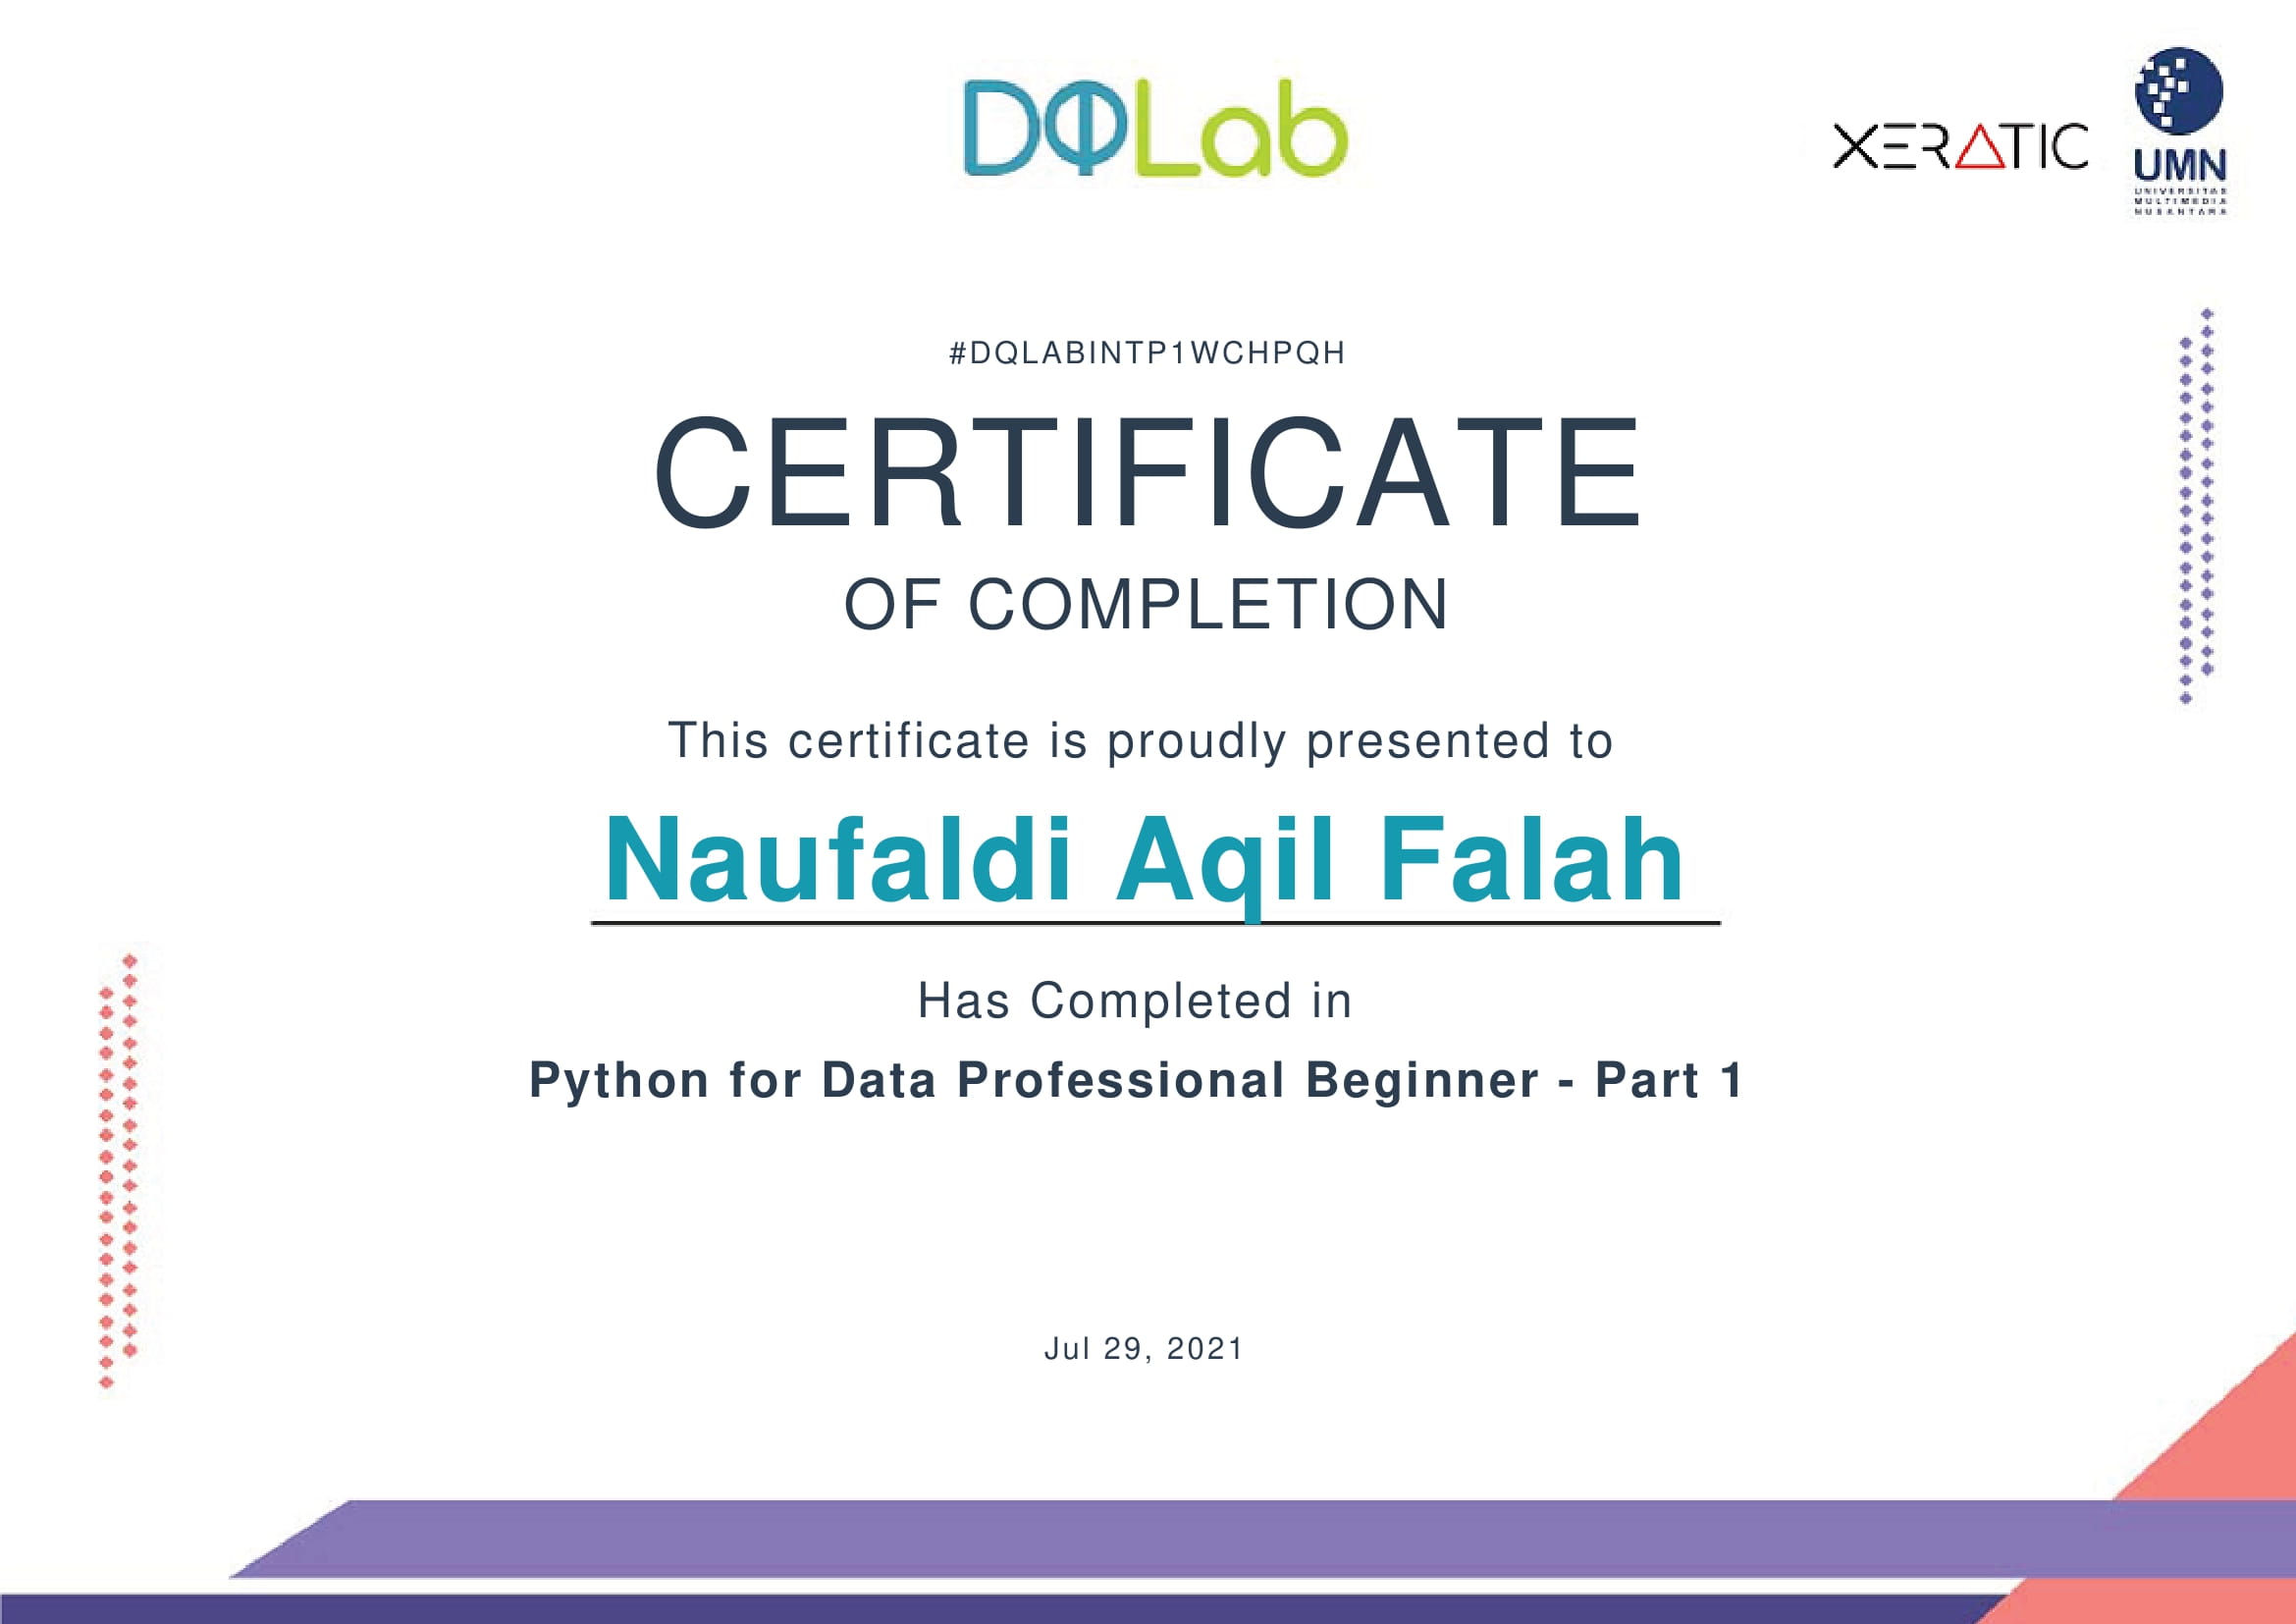 DQLab
XERATIC
UMN
UNIVERSITAS
MULTIMEDIA
NUSANTARA
#DQLABINTP1WCHPQH
CERTIFICATE
OF COMPLETION
This certificate is proudly presented to
Naufaldi Aqil Falah
Has Completed in
Python for Data Professional Beginner - Part 1
Jul 29, 2021